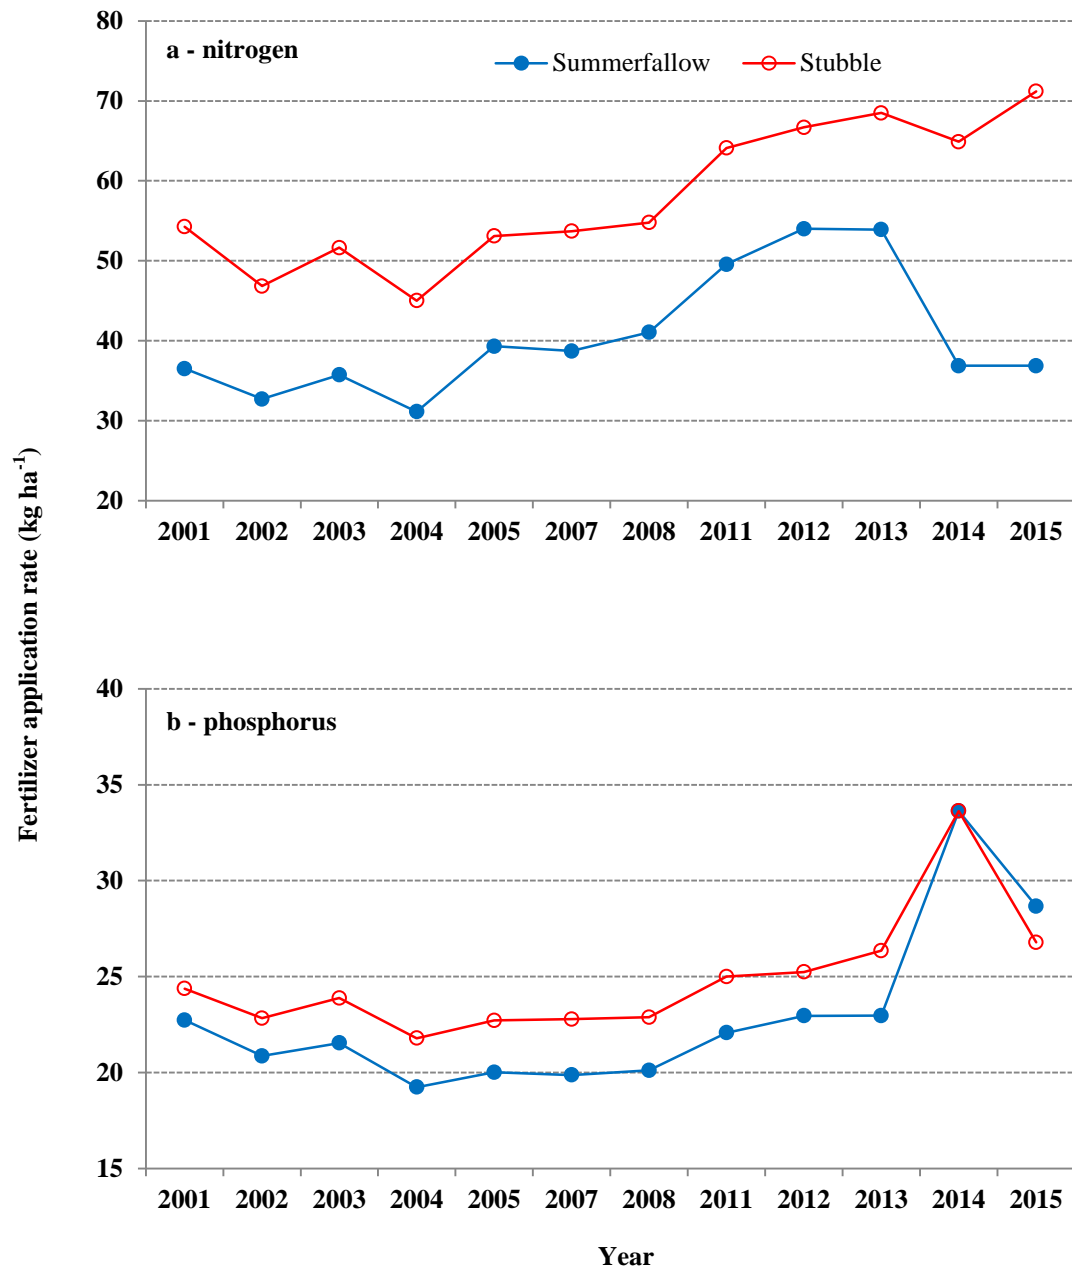 80
a - nitrogen
Summerfallow
Stubble
70
60
50
40
30
20
2001 2002 2003 2004 2005 2007 2008 2011 2012 2013 2014 2015
Fertilizer application rate (kg ha⁻¹)
40
b - phosphorus
35
30
25
20
15
2001 2002 2003 2004 2005 2007 2008 2011 2012 2013 2014 2015
Year